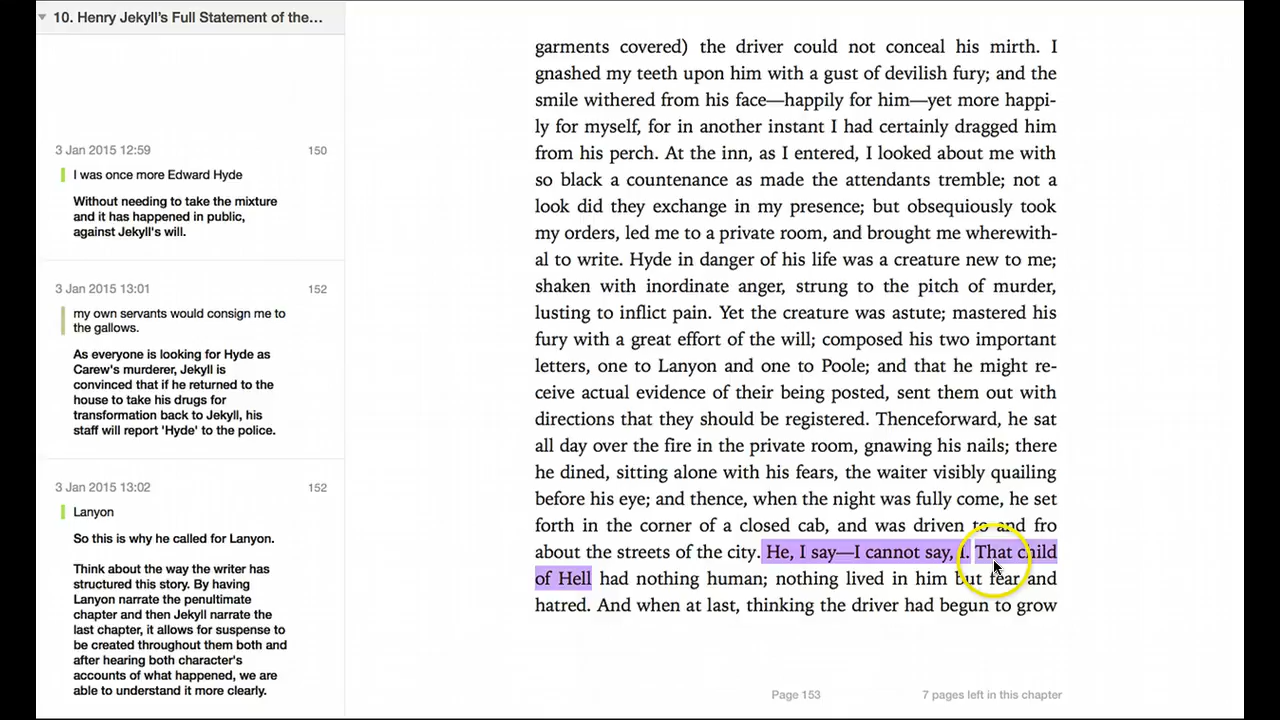 10. Henry Jekyll’s Full Statement of the…
3 Jan 2015 12:59
150
I was once more Edward Hyde
Without needing to take the mixture
and it has happened in public,
against Jekyll's will.
3 Jan 2015 13:01
152
my own servants would consign me to
the gallows.
As everyone is looking for Hyde as
Carew's murderer, Jekyll is
convinced that if he returned to the
house to take his drugs for
transformation back to Jekyll, his
staff will report 'Hyde' to the police.
3 Jan 2015 13:02
152
Lanyon
So this is why he called for Lanyon.
Think about the way the writer has
structured this story. By having
Lanyon narrate the penultimate
chapter and then Jekyll narrate the
last chapter, it allows for suspense to
be created throughout them both and
after hearing both character's
accounts of what happened, we are
able to understand it more clearly.
garments covered) the driver could not conceal his mirth. I
gnashed my teeth upon him with a gust of devilish fury; and the
smile withered from his face—happily for him—yet more happi-
ly for myself, for in another instant I had certainly dragged him
from his perch. At the inn, as I entered, I looked about me with
so black a countenance as made the attendants tremble; not a
look did they exchange in my presence; but obsequiously took
my orders, led me to a private room, and brought me wherewith-
al to write. Hyde in danger of his life was a creature new to me;
shaken with inordinate anger, strung to the pitch of murder,
lusting to inflict pain. Yet the creature was astute; mastered his
fury with a great effort of the will; composed his two important
letters, one to Lanyon and one to Poole; and that he might re-
ceive actual evidence of their being posted, sent them out with
directions that they should be registered. Thenceforward, he sat
all day over the fire in the private room, gnawing his nails; there
he dined, sitting alone with his fears, the waiter visibly quailing
before his eye; and thence, when the night was fully come, he set
forth in the corner of a closed cab, and was driven to and fro
about the streets of the city. He, I say—I cannot say, I. That child
of Hell had nothing human; nothing lived in him but fear and
hatred. And when at last, thinking the driver had begun to grow
Page 153
7 pages left in this chapter